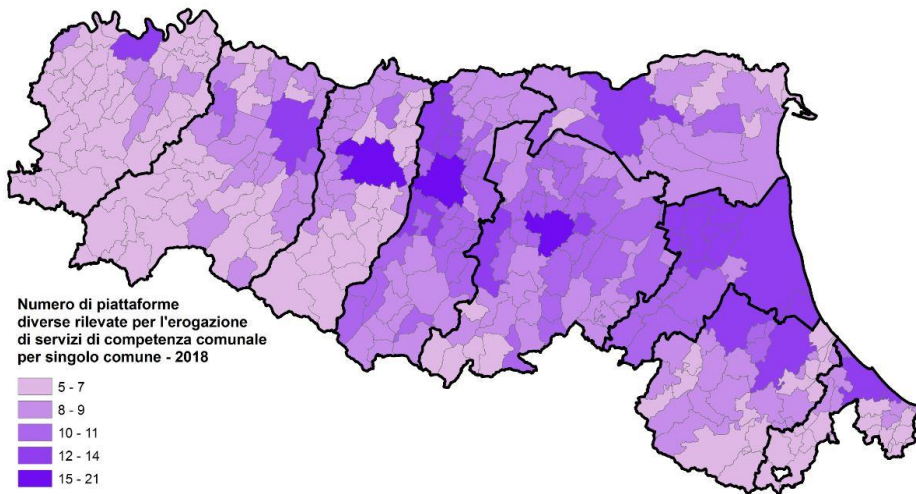 Numero di piattaforme
diverse rilevate per l'erogazione
di servizi di competenza comunale
per singolo comune - 2018
5 - 7
8 - 9
10 - 11
12 - 14
15 - 21